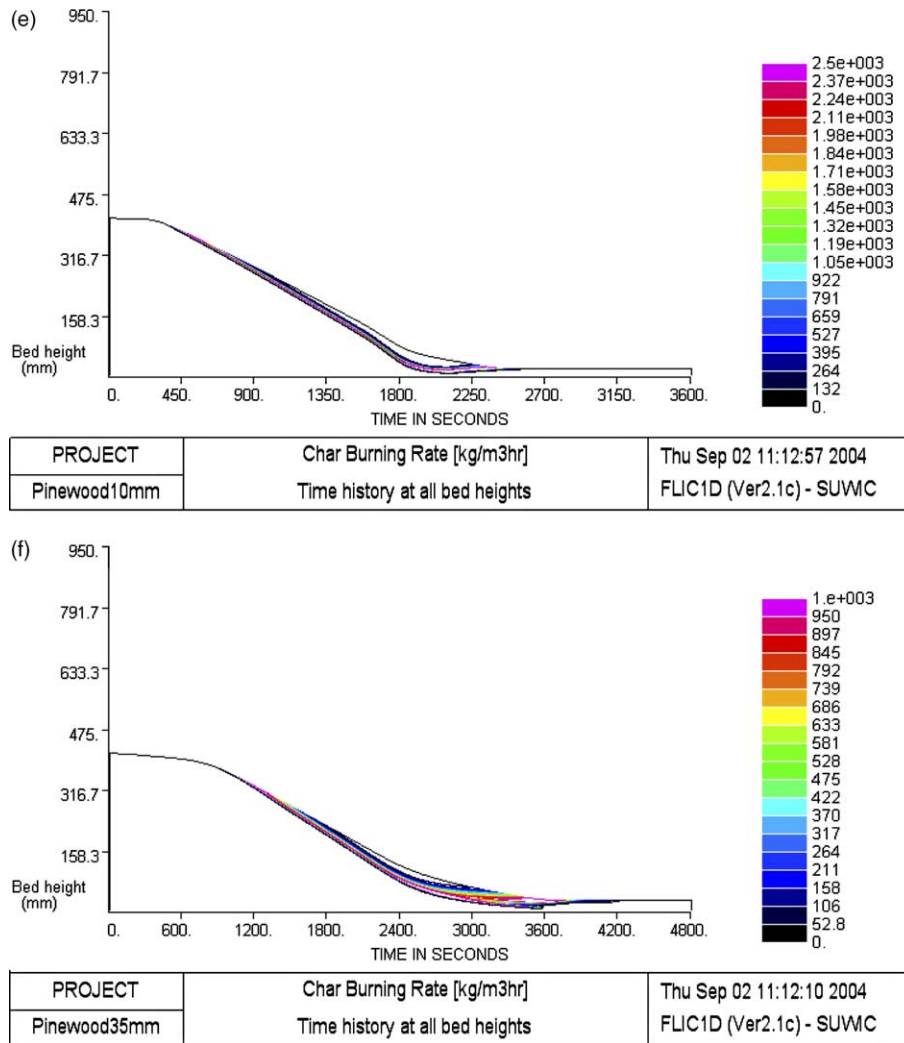 (e)
950.
791.7
633.3
475.
316.7
158.3
Bed height
(mm)
0. 450. 900. 1350. 1800. 2250. 2700. 3150. 3600.
TIME IN SECONDS
2.5e+003
2.37e+003
2.24e+003
2.11e+003
1.98e+003
1.84e+003
1.71e+003
1.58e+003
1.45e+003
1.32e+003
1.19e+003
1.05e+003
922
791
659
527
395
264
132
0.
PROJECT Char Burning Rate [kg/m3hr] Thu Sep 02 11:12:57 2004
Pinewood10mm Time history at all bed heights FLIC1D (Ver2.1c) - SUWIC
(f)
950.
791.7
633.3
475.
316.7
158.3
Bed height
(mm)
0. 600. 1200. 1800. 2400. 3000. 3600. 4200. 4800.
TIME IN SECONDS
1.e+003
950
897
845
792
739
686
633
581
528
475
422
370
317
264
211
158
106
52.8
0.
PROJECT Char Burning Rate [kg/m3hr] Thu Sep 02 11:12:10 2004
Pinewood35mm Time history at all bed heights FLIC1D (Ver2.1c) - SUWIC